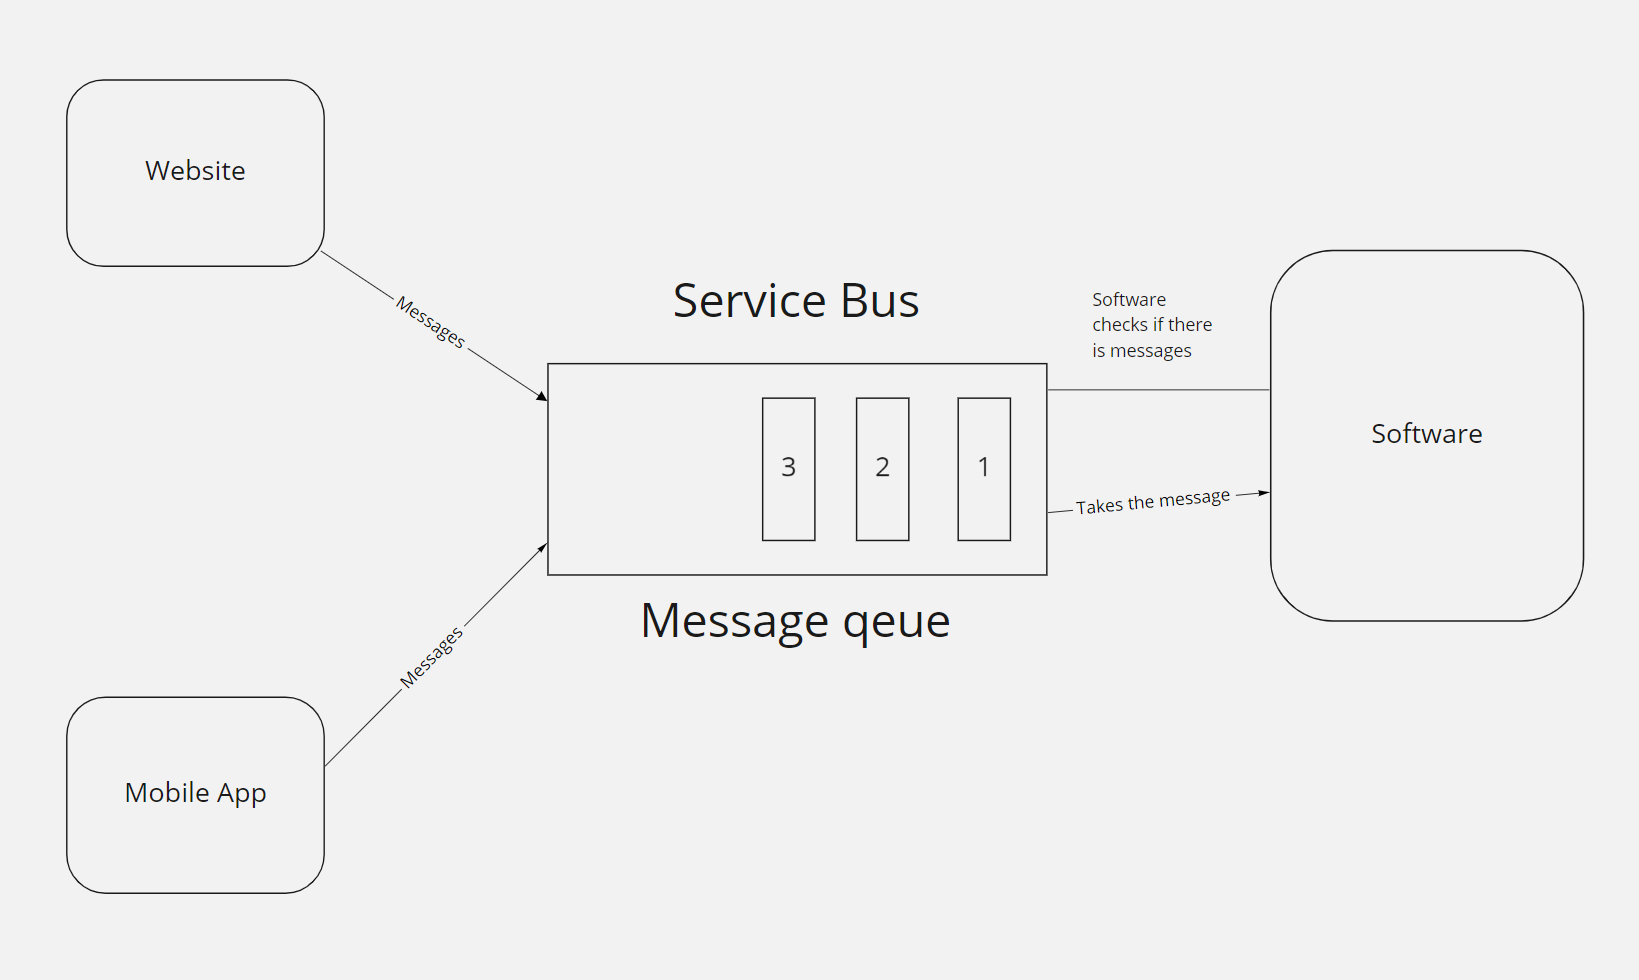 Website
Messages
Service Bus
Software
checks if there
is messages
3
2
1
Software
Takes the message
Message qeue
Messages
Mobile App